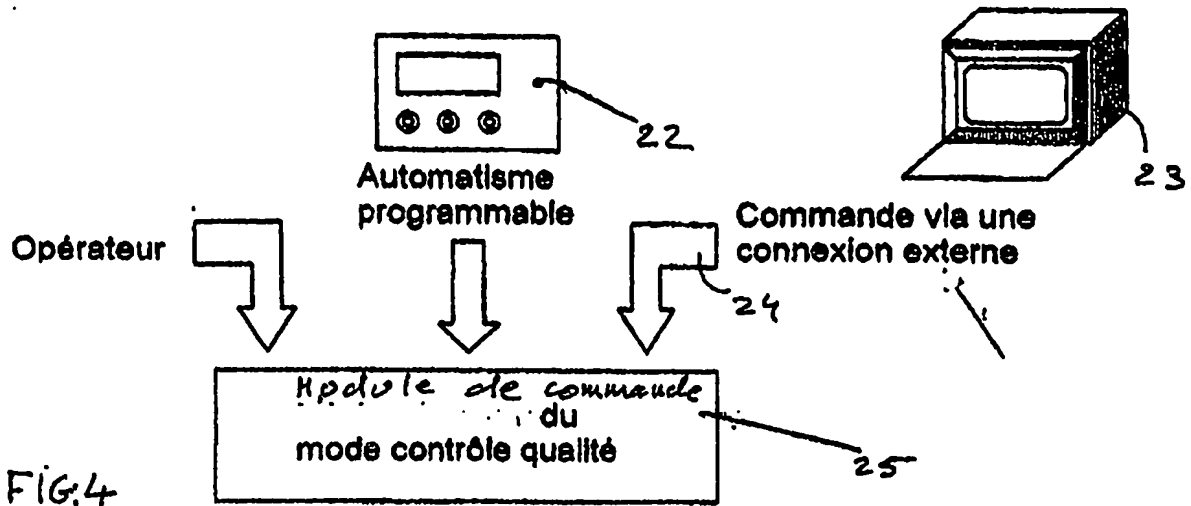 22
23
Automatisme
programmable
Opérateur
Commande via une
connexion externe
24
Module de commande
du
mode contrôle qualité
25
FIG.4